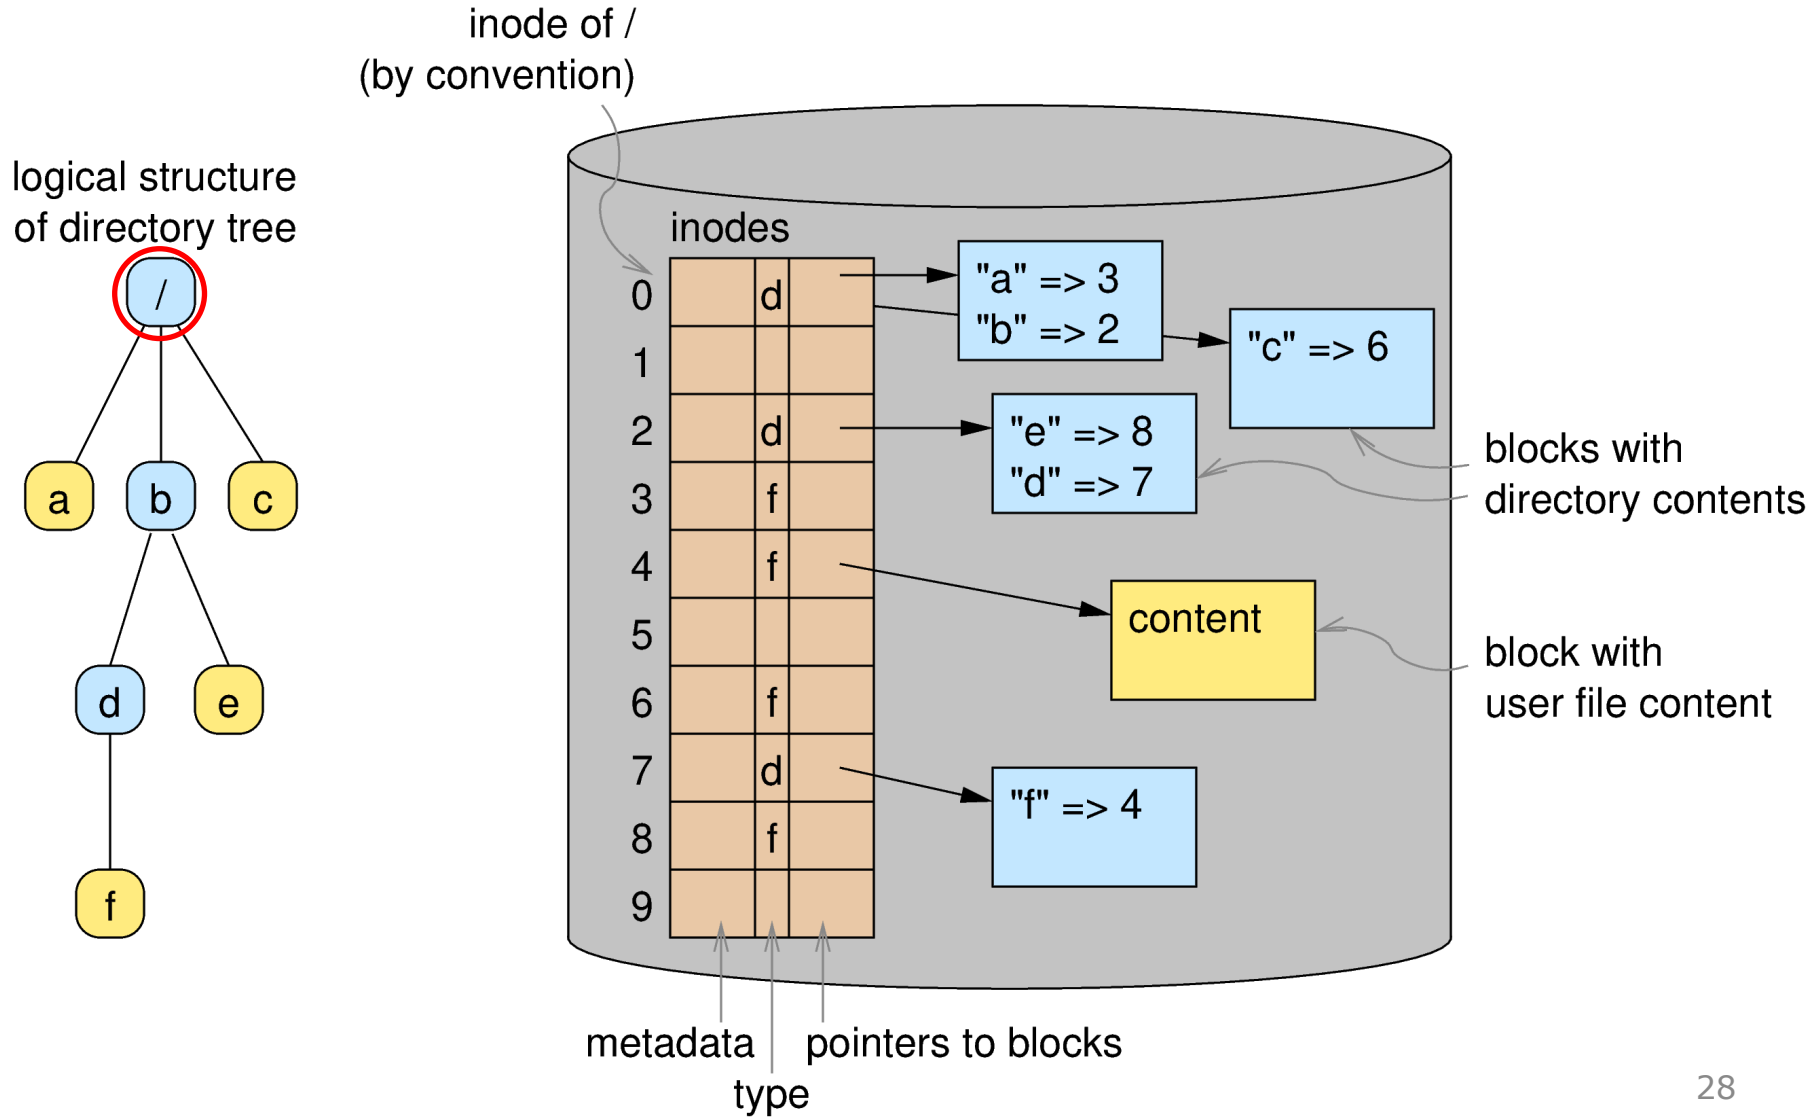 inode of /
(by convention)
logical structure
of directory tree
/
a
b
c
d
e
f
inodes
0 d
1
2 d
3 f
4 f
5
6 f
7 d
8 f
9
"a" => 3
"b" => 2
"c" => 6
"e" => 8
"d" => 7
content
"f" => 4
blocks with
directory contents
block with
user file content
metadata
type
pointers to blocks
28